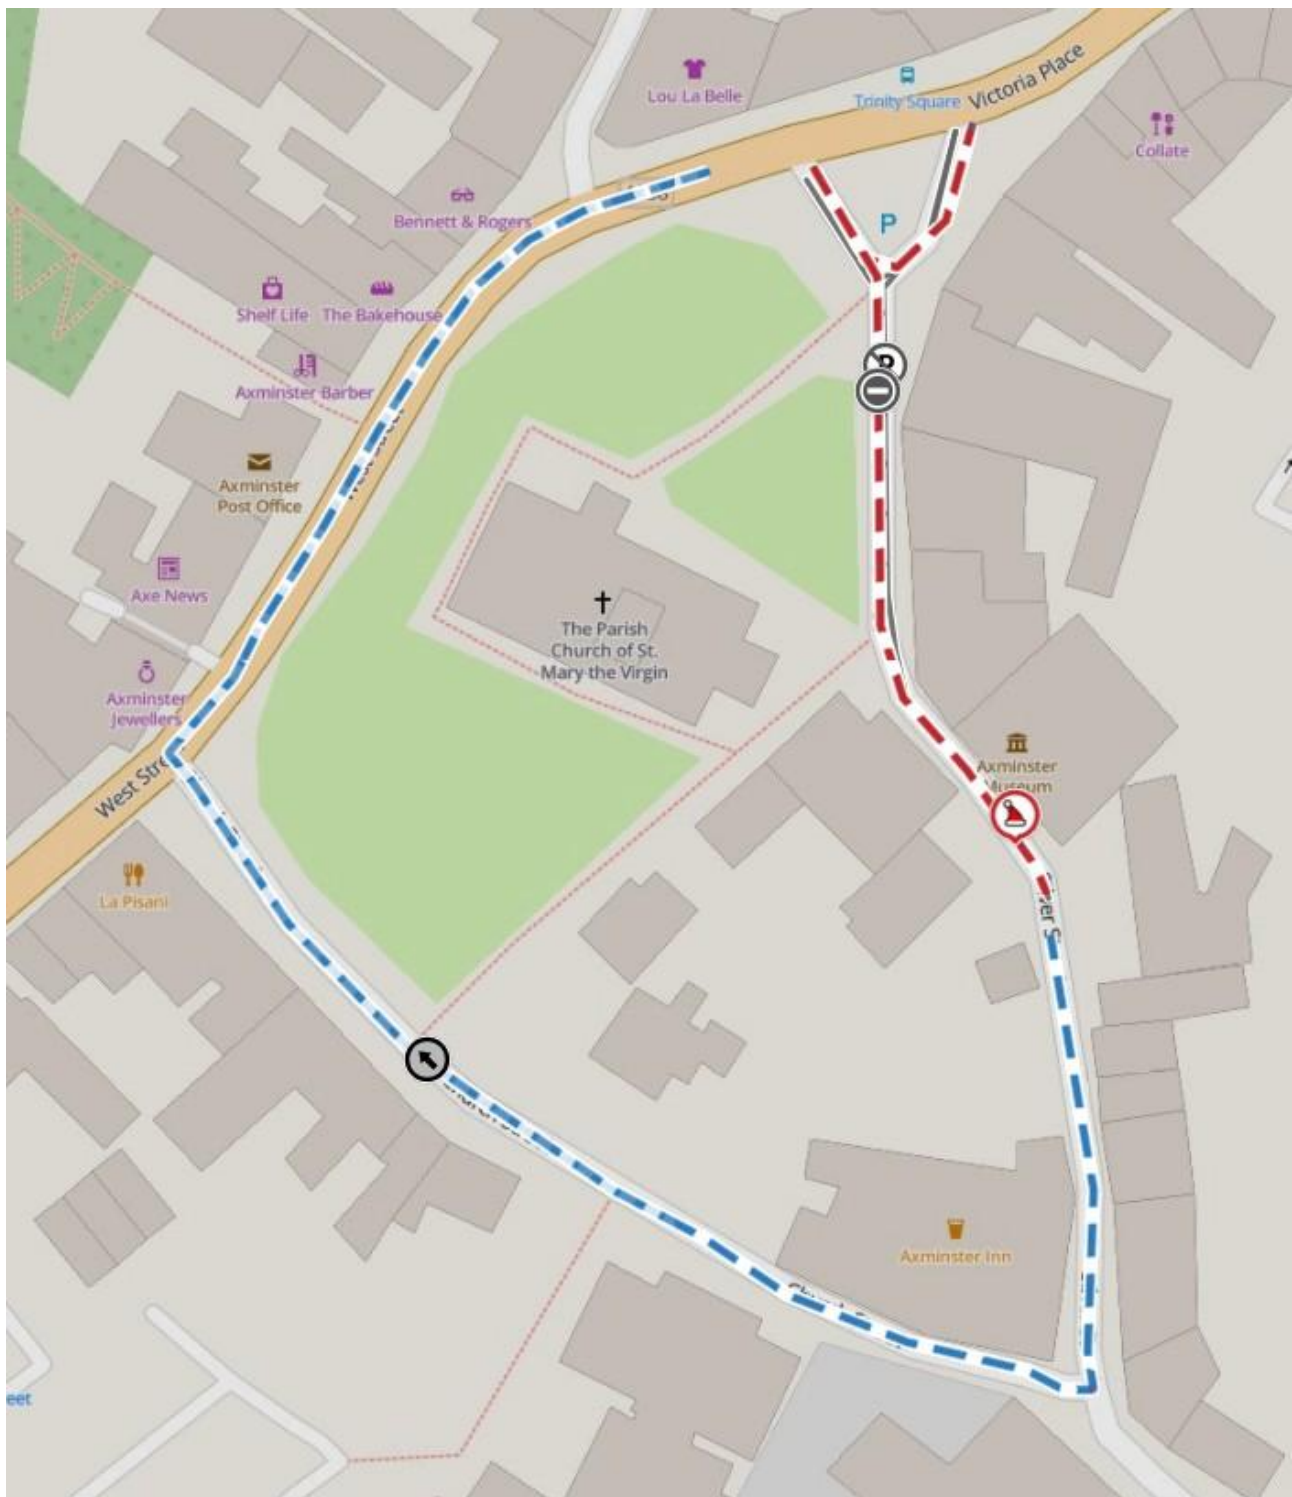 Lou La Belle
Trinity Square
Victoria Place
Collate
P
Bennett & Rogers
Shelf Life
The Bakehouse
Axminster Barber
Axminster
Post Office
Axe News
The Parish
Church of St.
Mary the Virgin
Axminster
Jewellers
West Stre
Axminster
Museum
La Pisani
Axminster Inn
eet